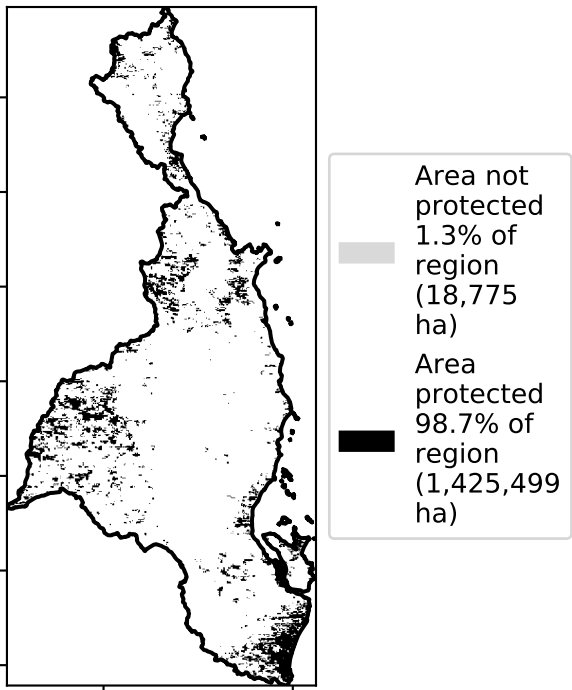 Area not
protected
1.3% of
region
(18,775
ha)
Area
protected
98.7% of
region
(1,425,499
ha)